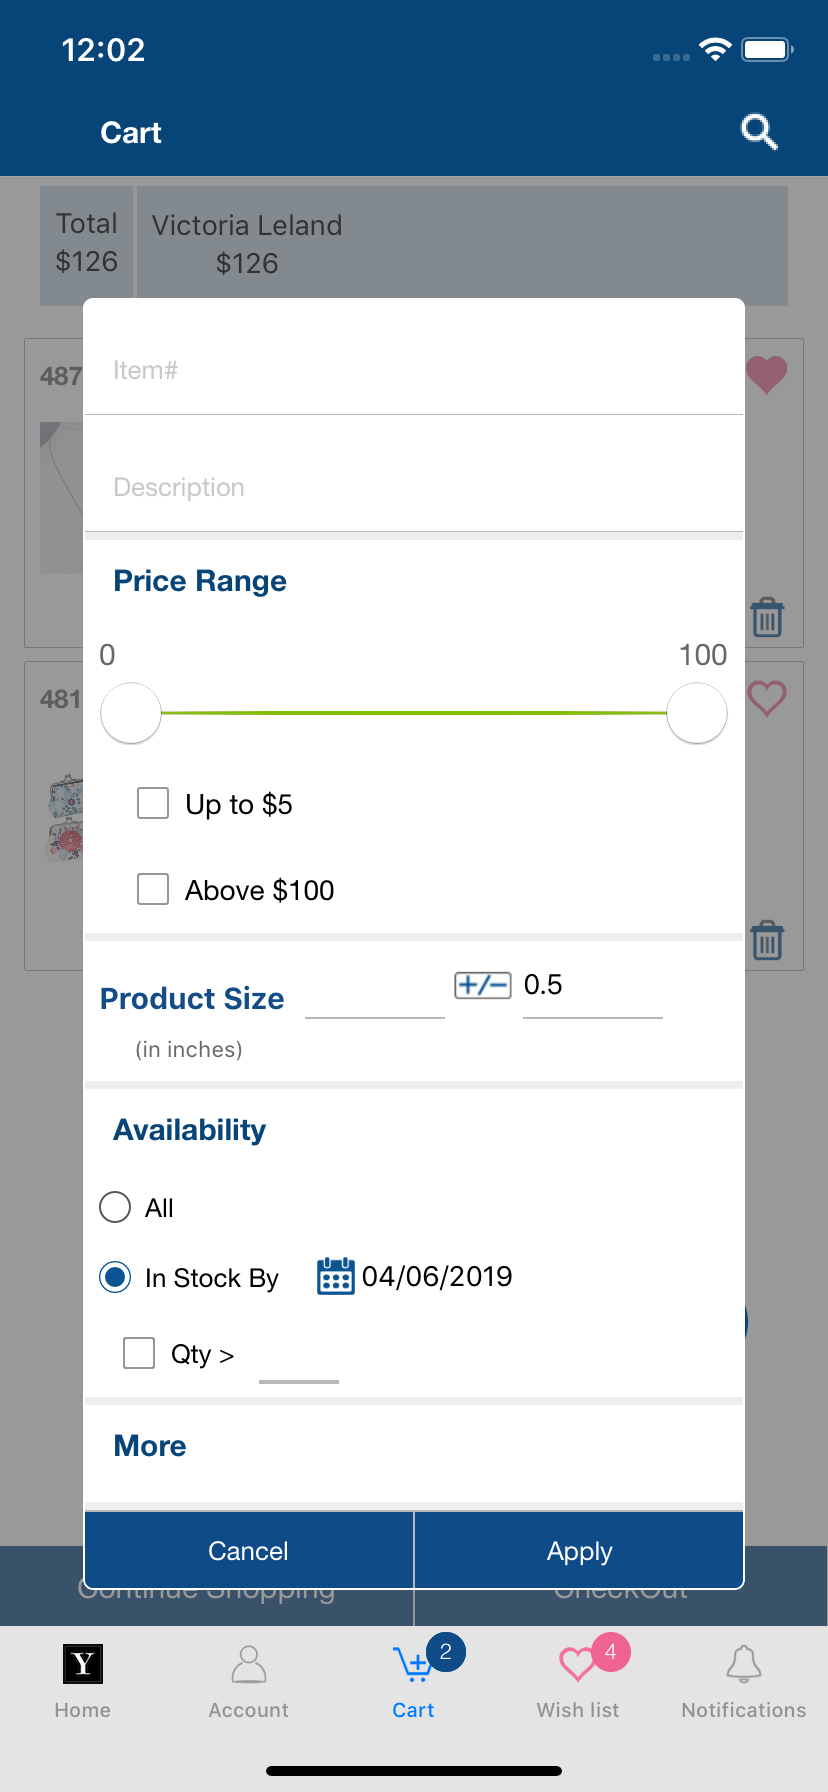 12:02
Cart
Total
$126
Victoria Leland
$126
487
Item#
Description
Price Range
0
100
481
Up to $5
Above $100
Product Size
+/-
0.5
(in inches)
Availability
All
In Stock By
04/06/2019
Qty >
More
Cancel
Apply
Continue Shopping
CheckOut
Y
2
4
Home
Account
Cart
Wish list
Notifications